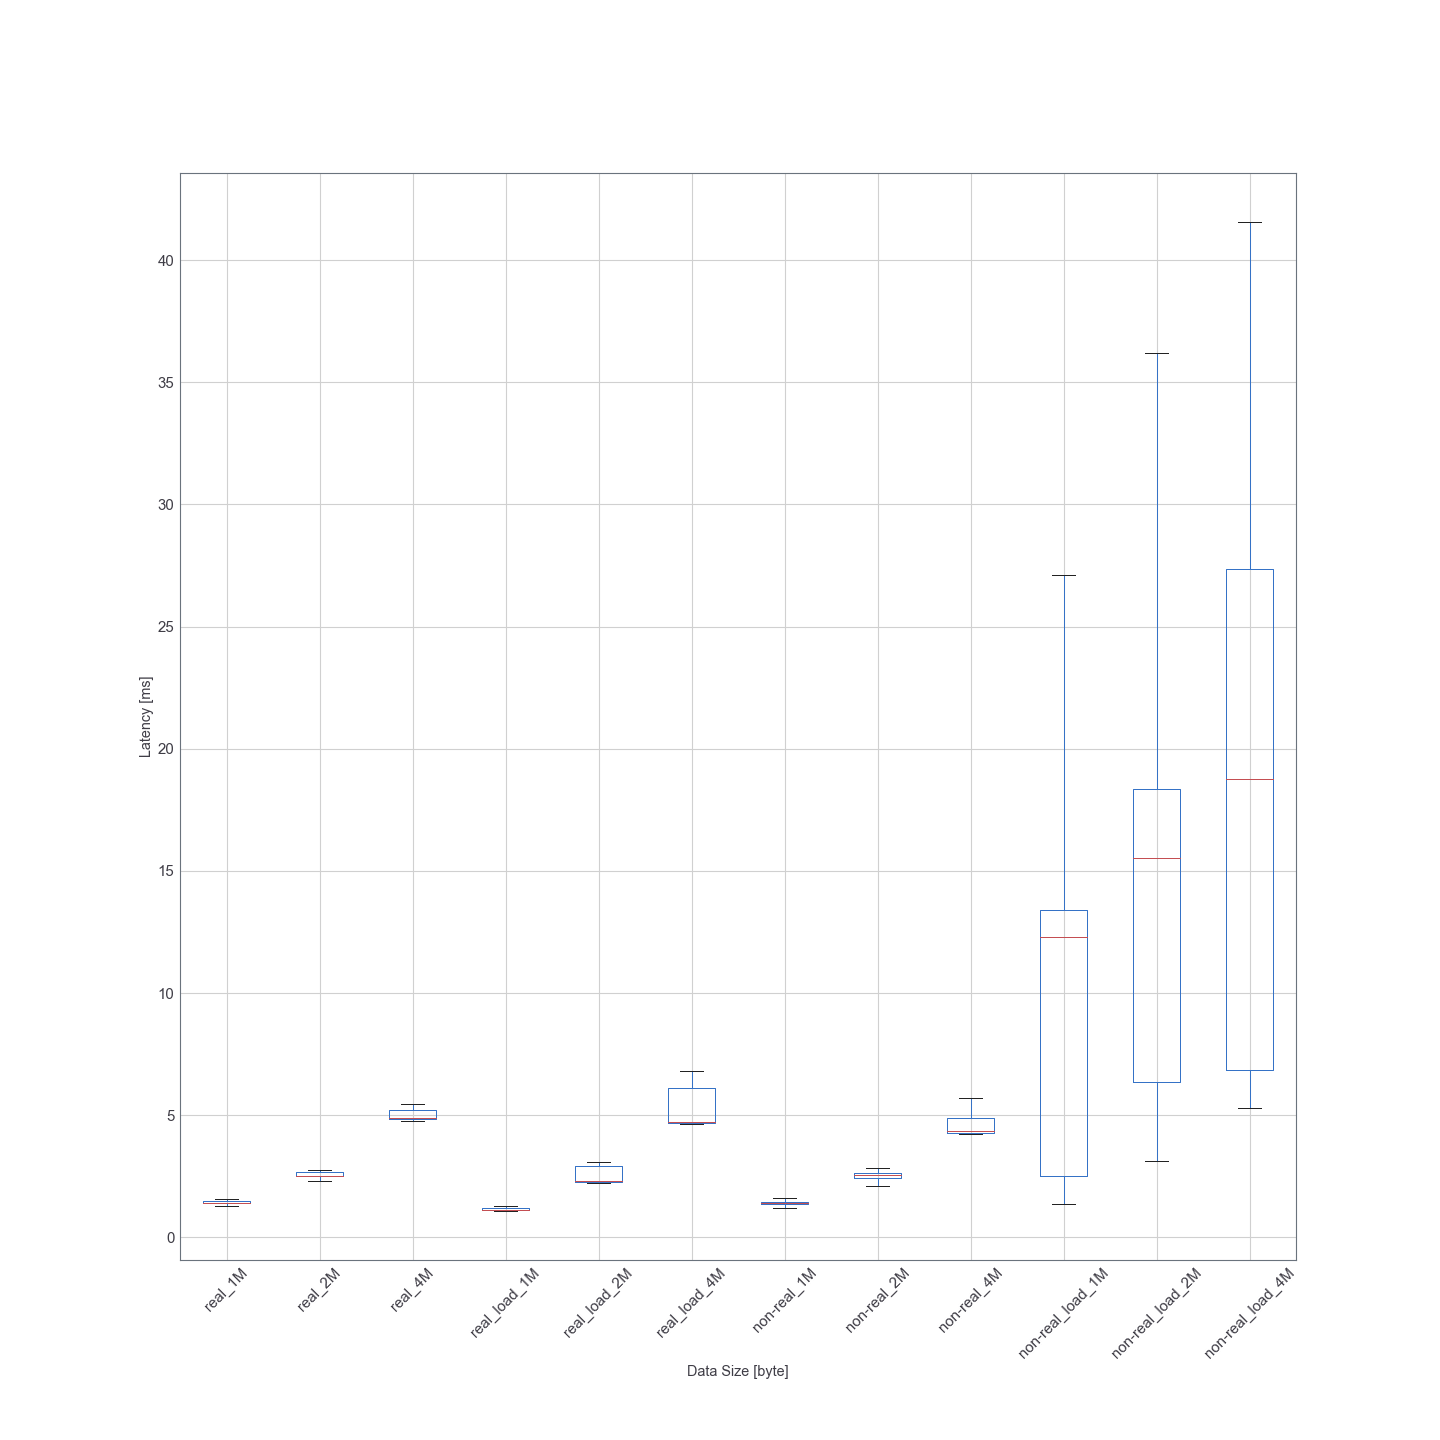 40
35
30
25
20
15
10
5
0
Latency [ms]
real_1M
real_2M
real_4M
real_load_1M
real_load_2M
real_load_4M
non-real_1M
non-real_2M
non-real_4M
non-real_load_1M
non-real_load_2M
non-real_load_4M
Data Size [byte]